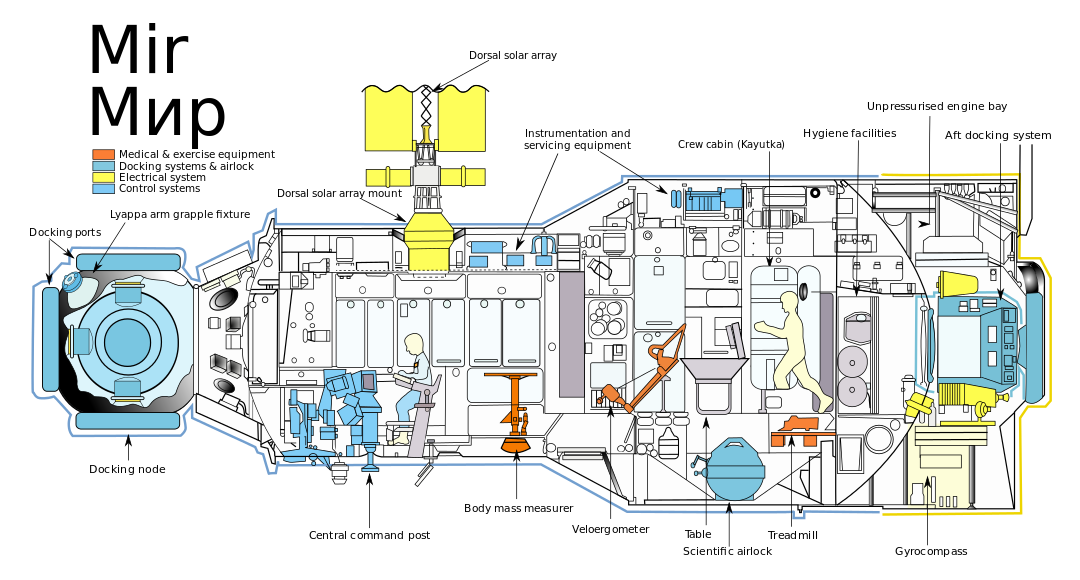 Mir
Мир
Medical & exercise equipment
Docking systems & airlock
Electrical system
Control systems
Dorsal solar array
Unpressurised engine bay
Instrumentation and
servicing equipment
Hygiene facilities
Aft docking system
Crew cabin (Kayutka)
Dorsal solar array mount
Lyappa arm grapple fixture
Docking ports
Docking node
Central command post
Body mass measurer
Veloergometer
Table
Treadmill
Scientific airlock
Gyrocompass